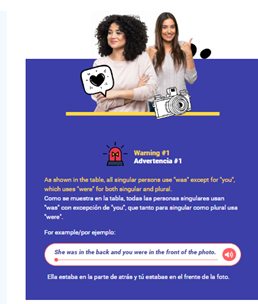 Warning #1
Advertencia #1
As shown in the table, all singular persons use "was" except for "you",
which uses "were" for both singular and plural.
Como se muestra en la tabla, todas las personas singulares usan
"was" con excepción de "you", que tanto para singular como plural usa
"were".
For example/por ejemplo:
She was in the back and you were in the front of the photo.
Ella estaba en la parte de atrás y tú estabas en el frente de la foto.